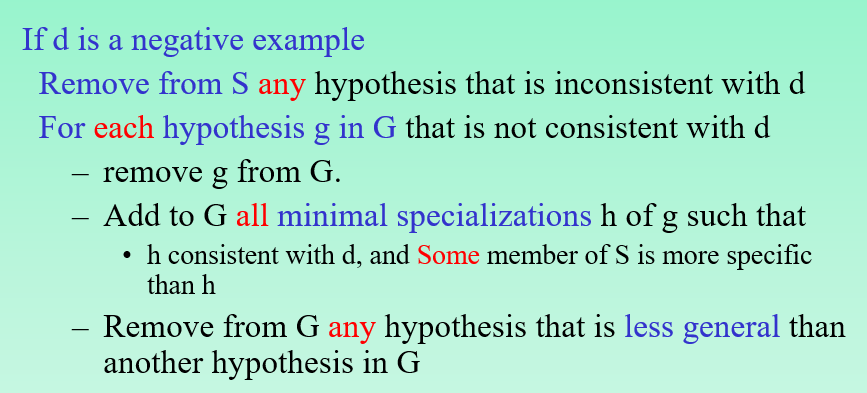 If d is a negative example
Remove from S any hypothesis that is inconsistent with d
For each hypothesis g in G that is not consistent with d
– remove g from G.
– Add to G all minimal specializations h of g such that
• h consistent with d, and Some member of S is more specific
than h
– Remove from G any hypothesis that is less general than
another hypothesis in G